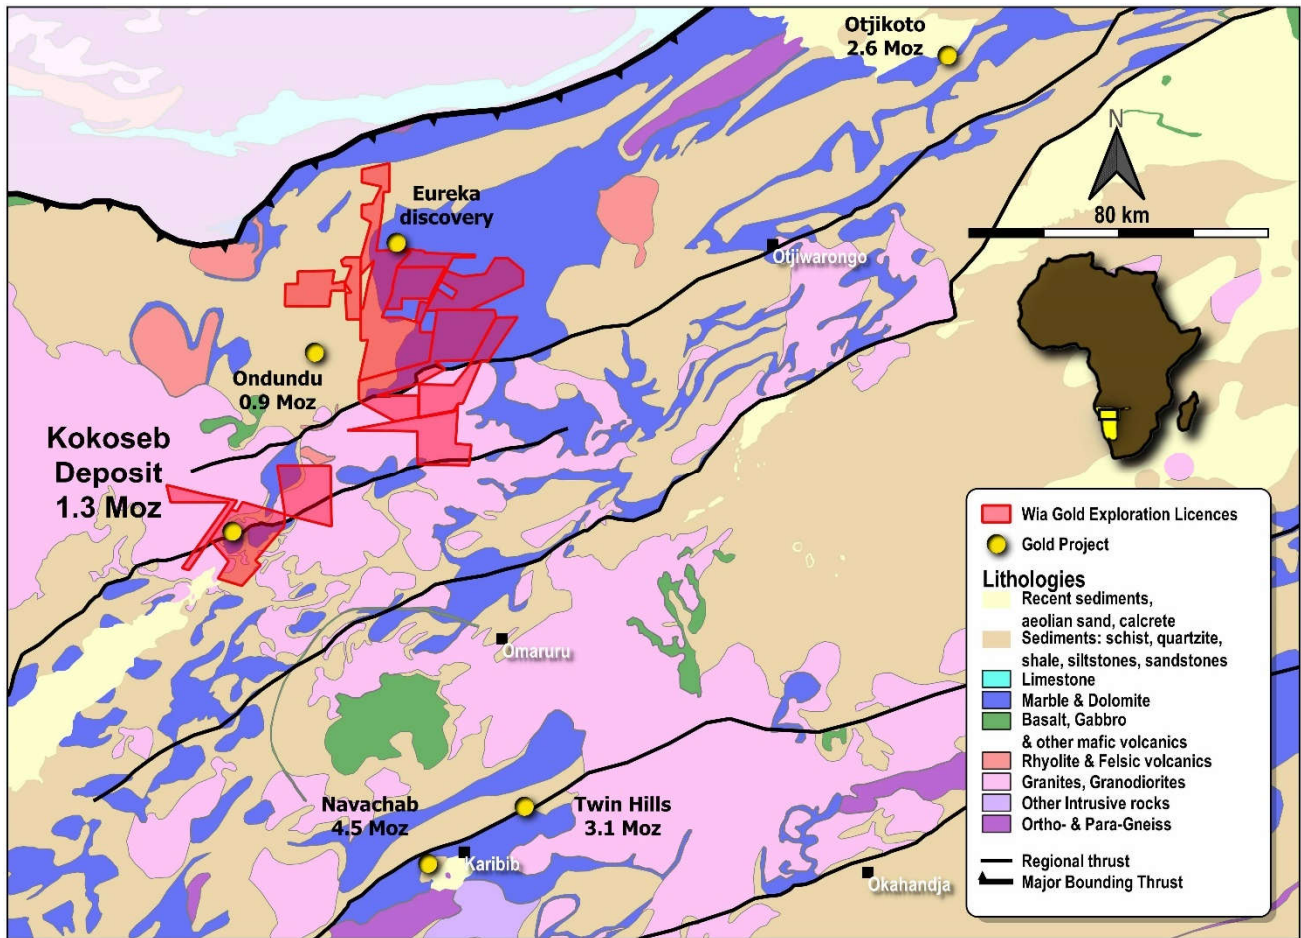 Otjikoto
2.6 Moz
N
80 km
Eureka
discovery
Otjiwarongo
Ondundu
0.9 Moz
Kokoseb
Deposit
1.3 Moz
Omaruru
Navachab
4.5 Moz
Twin Hills
3.1 Moz
Karibib
Okahandja
Wia Gold Exploration Licences
Gold Project
Lithologies
Recent sediments,
aeolian sand, calcrete
Sediments: schist, quartzite,
shale, siltstones, sandstones
Limestone
Marble & Dolomite
Basalt, Gabbro
& other mafic volcanics
Rhyolite & Felsic volcanics
Granites, Granodiorites
Other Intrusive rocks
Ortho- & Para-Gneiss
Regional thrust
Major Bounding Thrust